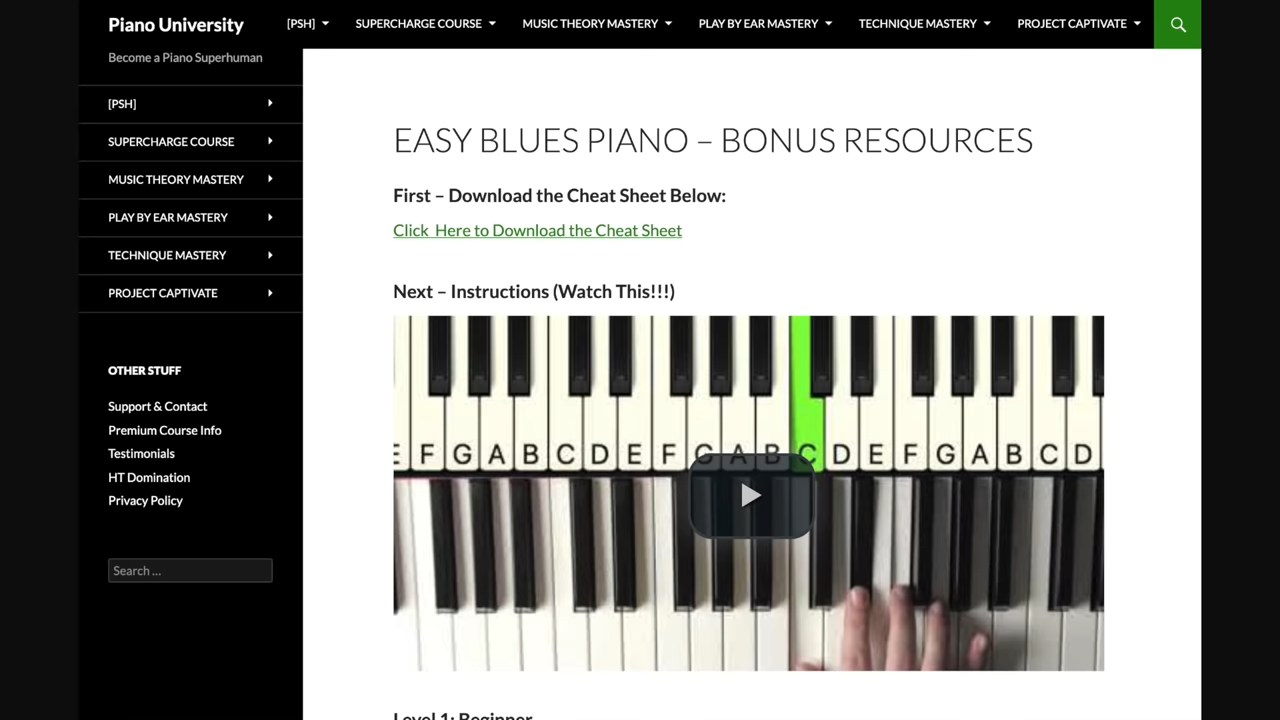 Piano University
[PSH]
SUPERCHARGE COURSE
MUSIC THEORY MASTERY
PLAY BY EAR MASTERY
TECHNIQUE MASTERY
PROJECT CAPTIVATE
Become a Piano Superhuman
[PSH]
SUPERCHARGE COURSE
MUSIC THEORY MASTERY
PLAY BY EAR MASTERY
TECHNIQUE MASTERY
PROJECT CAPTIVATE
OTHER STUFF
Support & Contact
Premium Course Info
Testimonials
HT Domination
Privacy Policy
Search ...
EASY BLUES PIANO – BONUS RESOURCES
First – Download the Cheat Sheet Below:
Click Here to Download the Cheat Sheet
Next – Instructions (Watch This!!!)
E F G A B C D E F G A B C D E F G A B C D
Level 1: Beginner